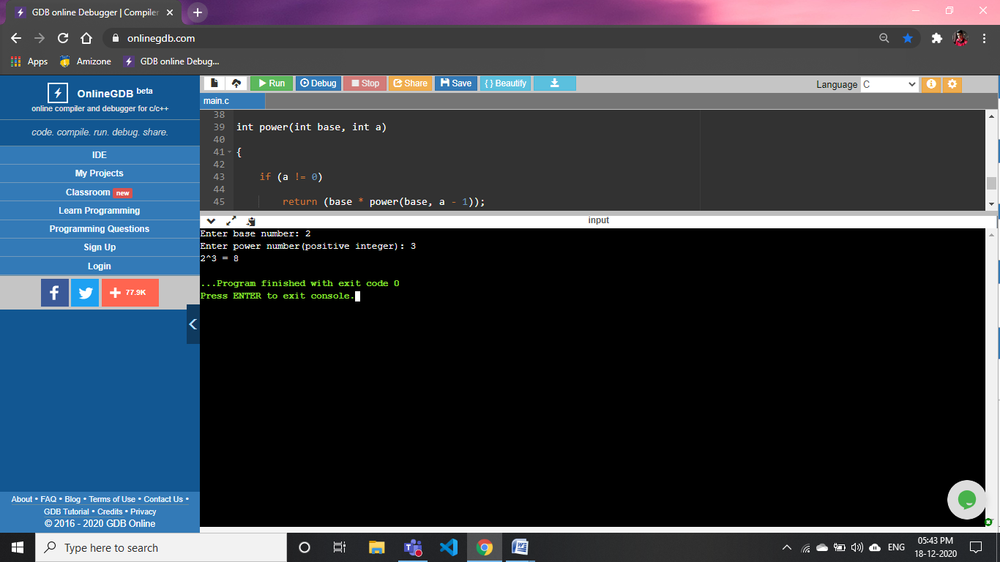 GDB online Debugger | Compiler
onlinegdb.com
Apps Amizone GDB online Debug...
OnlineGDB beta
online compiler and debugger for c/c++
code. compile. run. debug. share.
IDE
My Projects
Classroom new
Learn Programming
Programming Questions
Sign Up
Login
77.9K
About • FAQ • Blog • Terms of Use • Contact Us •
GDB Tutorial • Credits • Privacy
© 2016 - 2020 GDB Online
Run Debug Stop Share Save { } Beautify Language C
main.c
38
39 int power(int base, int a)
40
41 {
42
43 if (a != 0)
44
45 return (base * power(base, a - 1));
input
Enter base number: 2
Enter power number(positive integer): 3
2^3 = 8
...Program finished with exit code 0
Press ENTER to exit console.
Type here to search
ENG
05:43 PM
18-12-2020